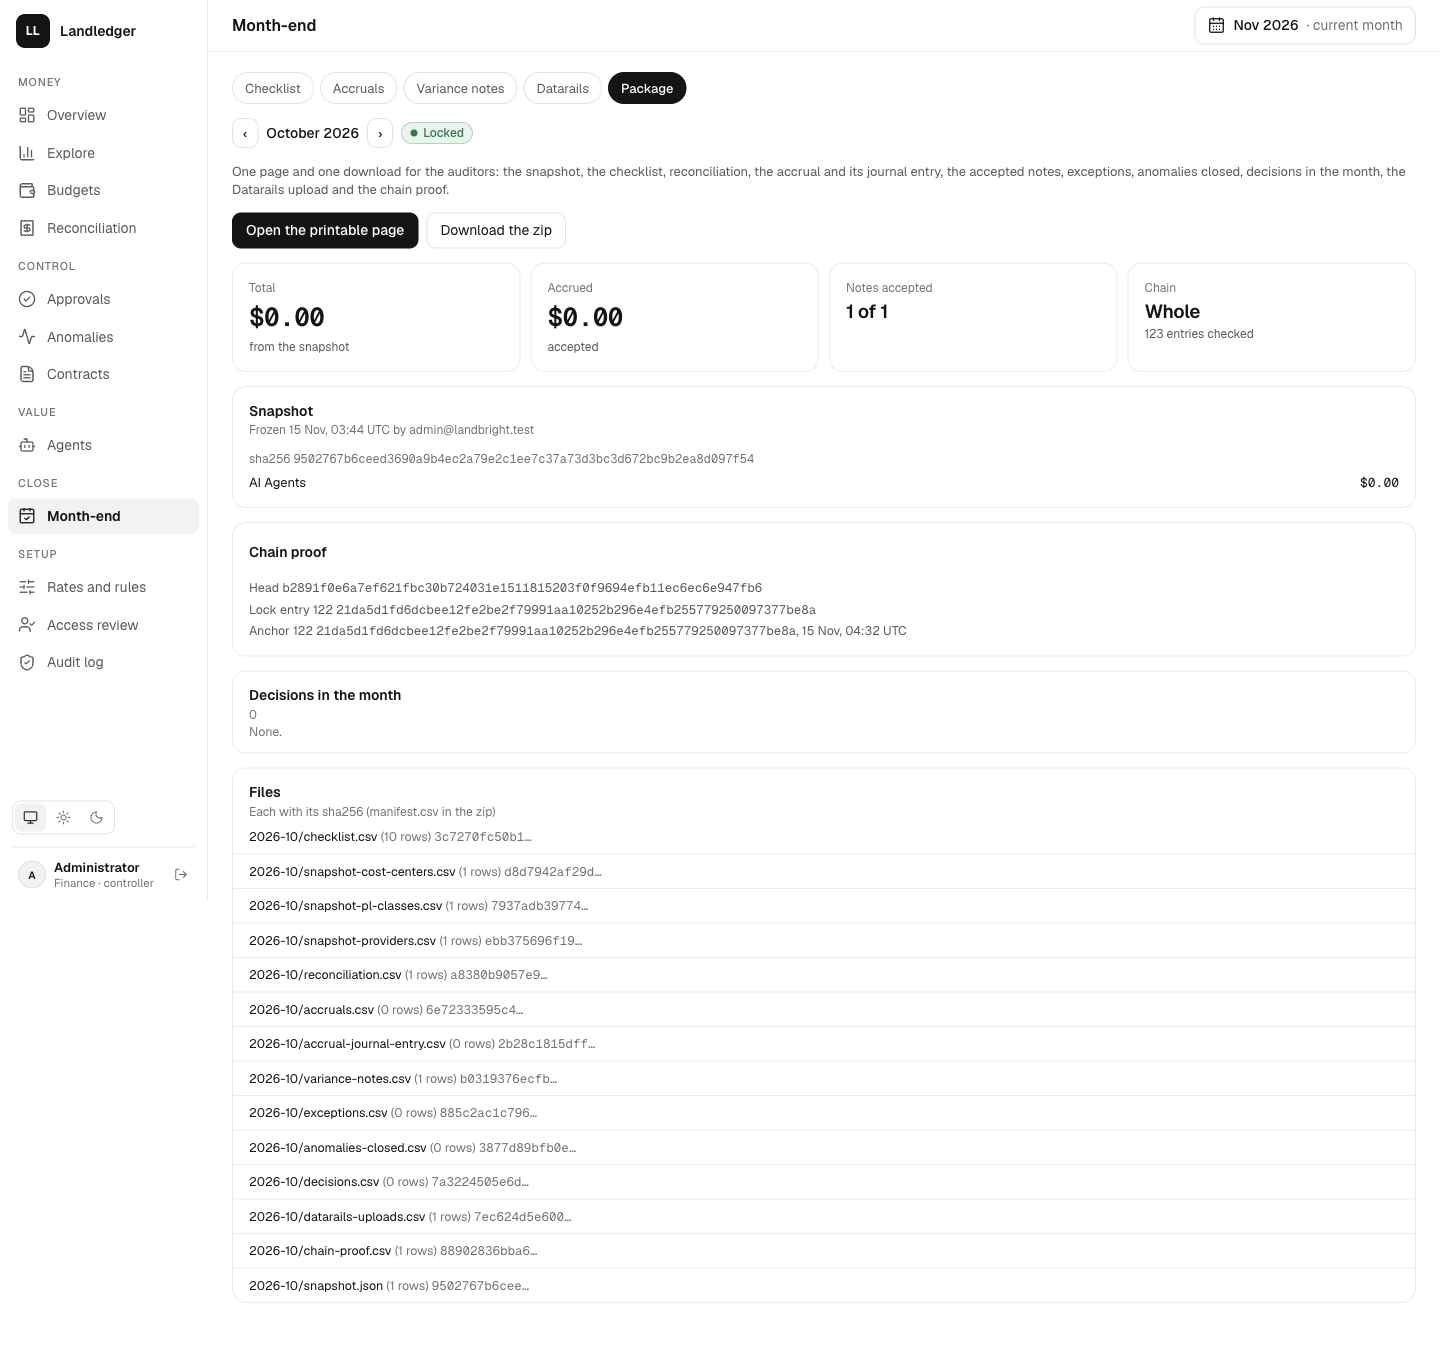 LL
Landledger
MONEY
Overview
Explore
Budgets
Reconciliation
CONTROL
Approvals
Anomalies
Contracts
VALUE
Agents
CLOSE
Month-end
SETUP
Rates and rules
Access review
Audit log
A
Administrator
Finance · controller
Month-end
Nov 2026 · current month
Checklist
Accruals
Variance notes
Datarails
Package
‹ October 2026 › Locked
One page and one download for the auditors: the snapshot, the checklist, reconciliation, the accrual and its journal entry, the accepted notes, exceptions, anomalies closed, decisions in the month, the
Datarails upload and the chain proof.
Open the printable page
Download the zip
Total
$0.00
from the snapshot
Accrued
$0.00
accepted
Notes accepted
1 of 1
Chain
Whole
123 entries checked
Snapshot
Frozen 15 Nov, 03:44 UTC by admin@landbright.test
sha256 9502767b6ceed3690a9b4ec2a79e2c1ee7c37a73d3bc3d672bc9b2ea8d097f54
AI Agents $0.00
Chain proof
Head b2891f0e6a7ef621fbc30b724031e1511815203f0f9694efb11ec6ec6e947fb6
Lock entry 122 21da5d1fd6dcbee12fe2be2f79991aa10252b296e4efb255779250097377be8a
Anchor 122 21da5d1fd6dcbee12fe2be2f79991aa10252b296e4efb255779250097377be8a, 15 Nov, 04:32 UTC
Decisions in the month
0
None.
Files
Each with its sha256 (manifest.csv in the zip)
2026-10/checklist.csv (10 rows) 3c7270fc50b1…
2026-10/snapshot-cost-centers.csv (1 rows) d8d7942af29d…
2026-10/snapshot-pl-classes.csv (1 rows) 7937adb39774…
2026-10/snapshot-providers.csv (1 rows) ebb375696f19…
2026-10/reconciliation.csv (1 rows) a8380b9057e9…
2026-10/accruals.csv (0 rows) 6e72333595c4…
2026-10/accrual-journal-entry.csv (0 rows) 2b28c1815dff…
2026-10/variance-notes.csv (1 rows) b0319376ecfb…
2026-10/exceptions.csv (0 rows) 885c2ac1c796…
2026-10/anomalies-closed.csv (0 rows) 3877d89bfb0e…
2026-10/decisions.csv (0 rows) 7a3224505e6d…
2026-10/datarails-uploads.csv (1 rows) 7ec624d5e600…
2026-10/chain-proof.csv (1 rows) 88902836bba6…
2026-10/snapshot.json (1 rows) 9502767b6cee…